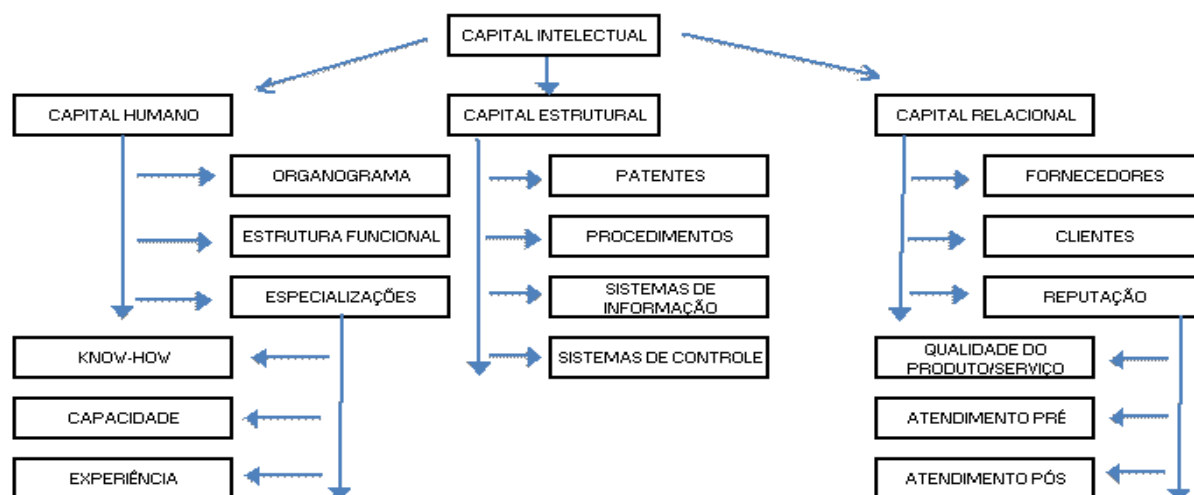 CAPITAL INTELECTUAL
CAPITAL HUMANO
CAPITAL ESTRUTURAL
CAPITAL RELACIONAL
ORGANOGRAMA
PATENTES
FORNECEDORES
ESTRUTURA FUNCIONAL
PROCEDIMENTOS
CLIENTES
ESPECIALIZAÇÕES
SISTEMAS DE
INFORMAÇÃO
REPUTAÇÃO
KNOW-HOW
SISTEMAS DE CONTROLE
QUALIDADE DO
PRODUTO/SERVIÇO
CAPACIDADE
ATENDIMENTO PRÉ
EXPERIÊNCIA
ATENDIMENTO PÓS